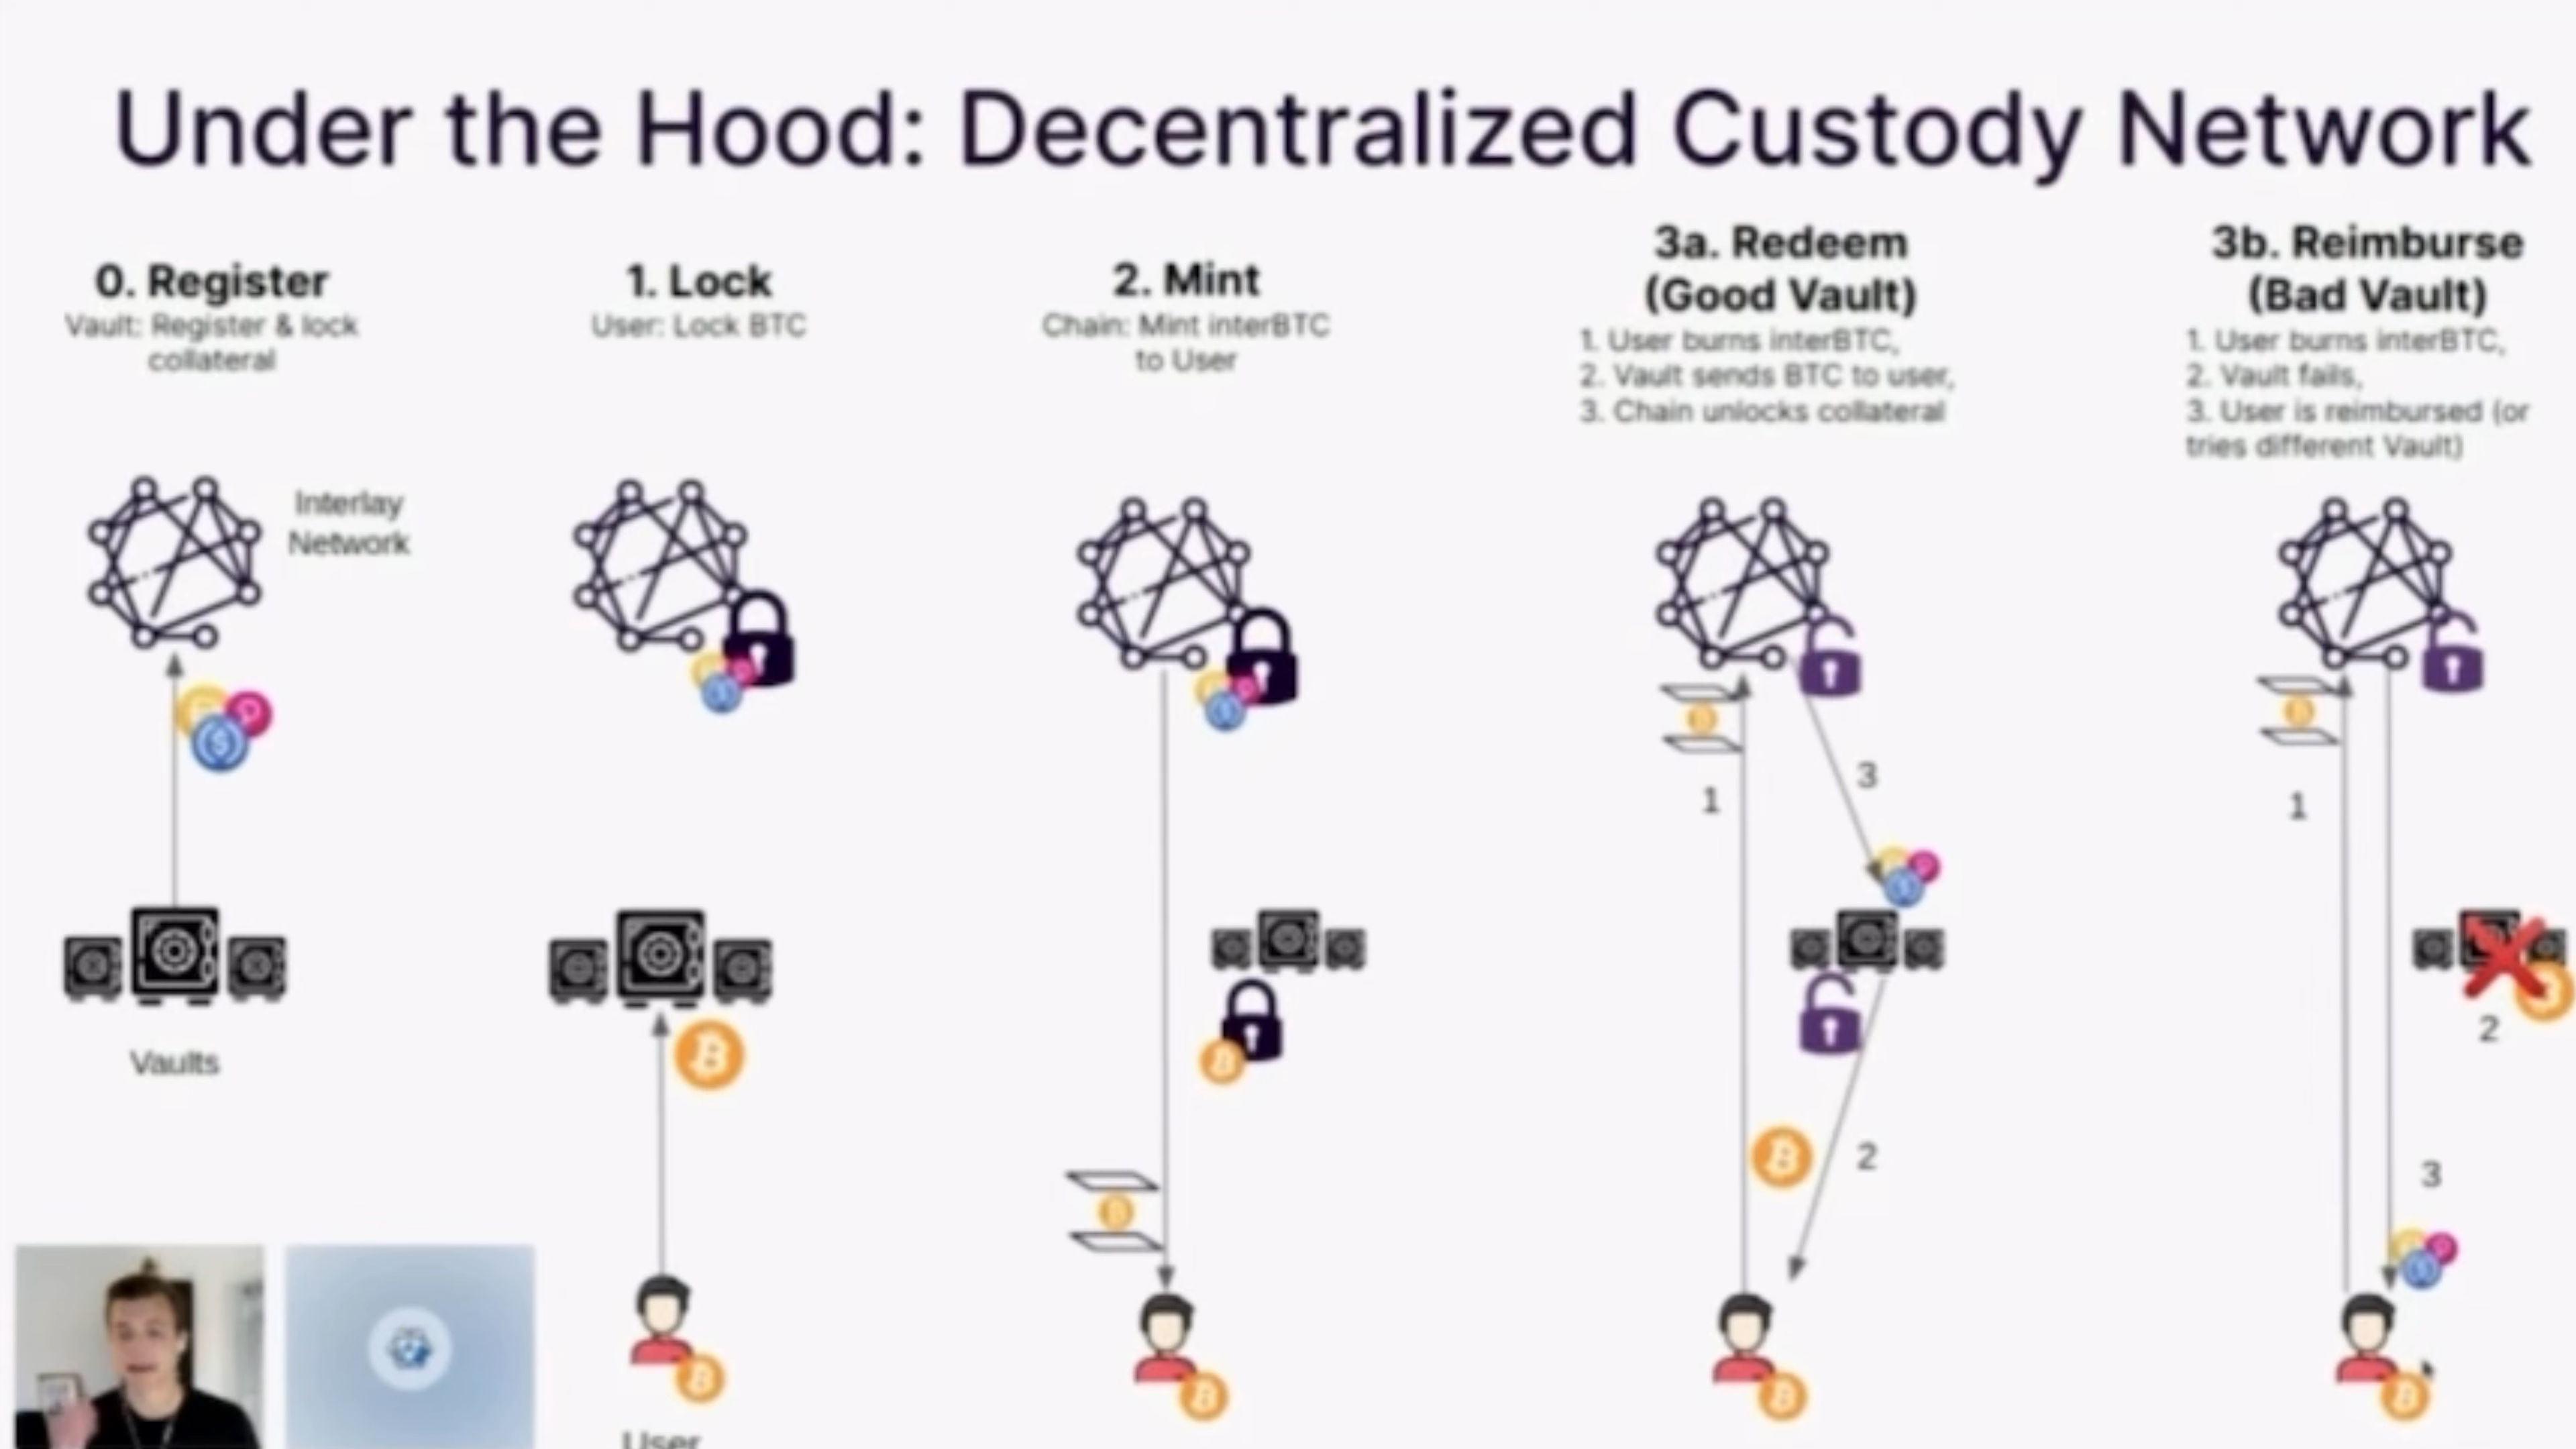 Under the Hood: Decentralized Custody Network
0. Register
Vault: Register & lock
collateral
1. Lock
User: Lock BTC
2. Mint
Chain: Mint interBTC
to User
3a. Redeem
(Good Vault)
1. User burns interBTC,
2. Vault sends BTC to user,
3. Chain unlocks collateral
3b. Reimburse
(Bad Vault)
1. User burns interBTC,
2. Vault fails,
3. User is reimbursed (or
tries different Vault)
Interlay
Network
Vaults
User
1
3
2
1
2
3